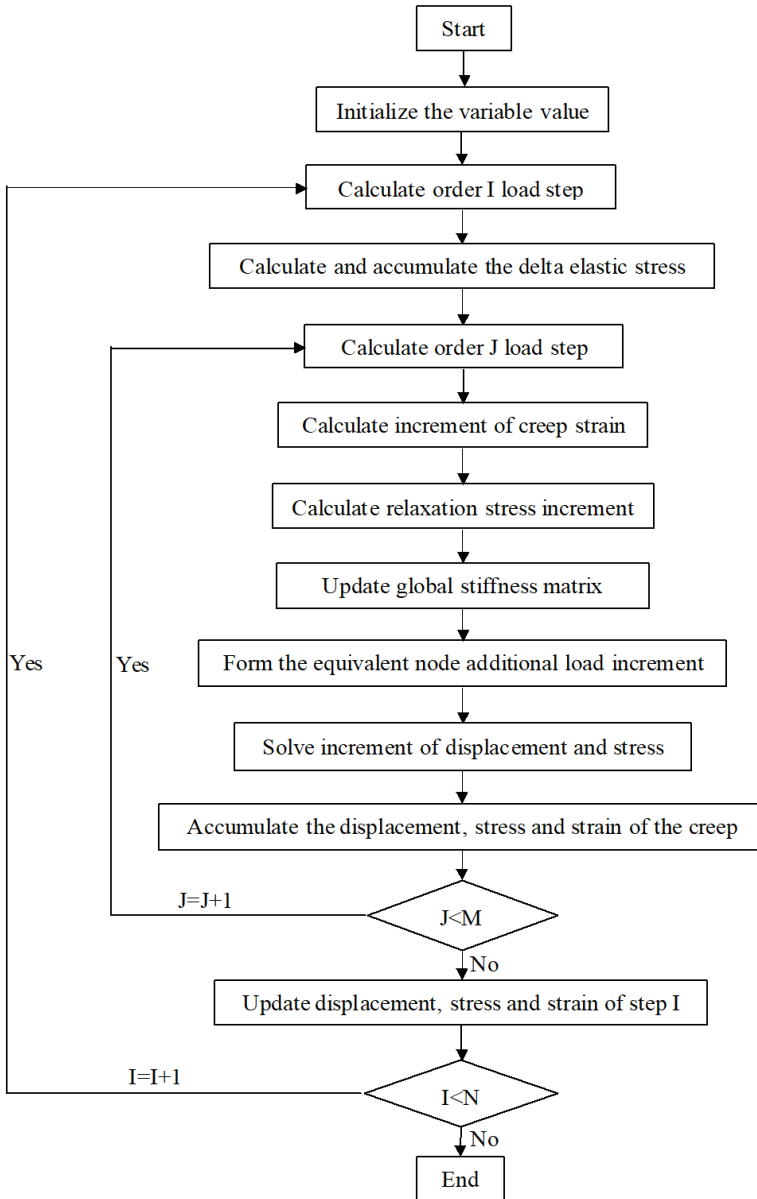 Start
Initialize the variable value
Calculate order I load step
Calculate and accumulate the delta elastic stress
Calculate order J load step
Calculate increment of creep strain
Calculate relaxation stress increment
Update global stiffness matrix
Yes
Yes
Form the equivalent node additional load increment
Solve increment of displacement and stress
Accumulate the displacement, stress and strain of the creep
J=J+1
J<M
No
Update displacement, stress and strain of step I
I=I+1
I<N
No
End